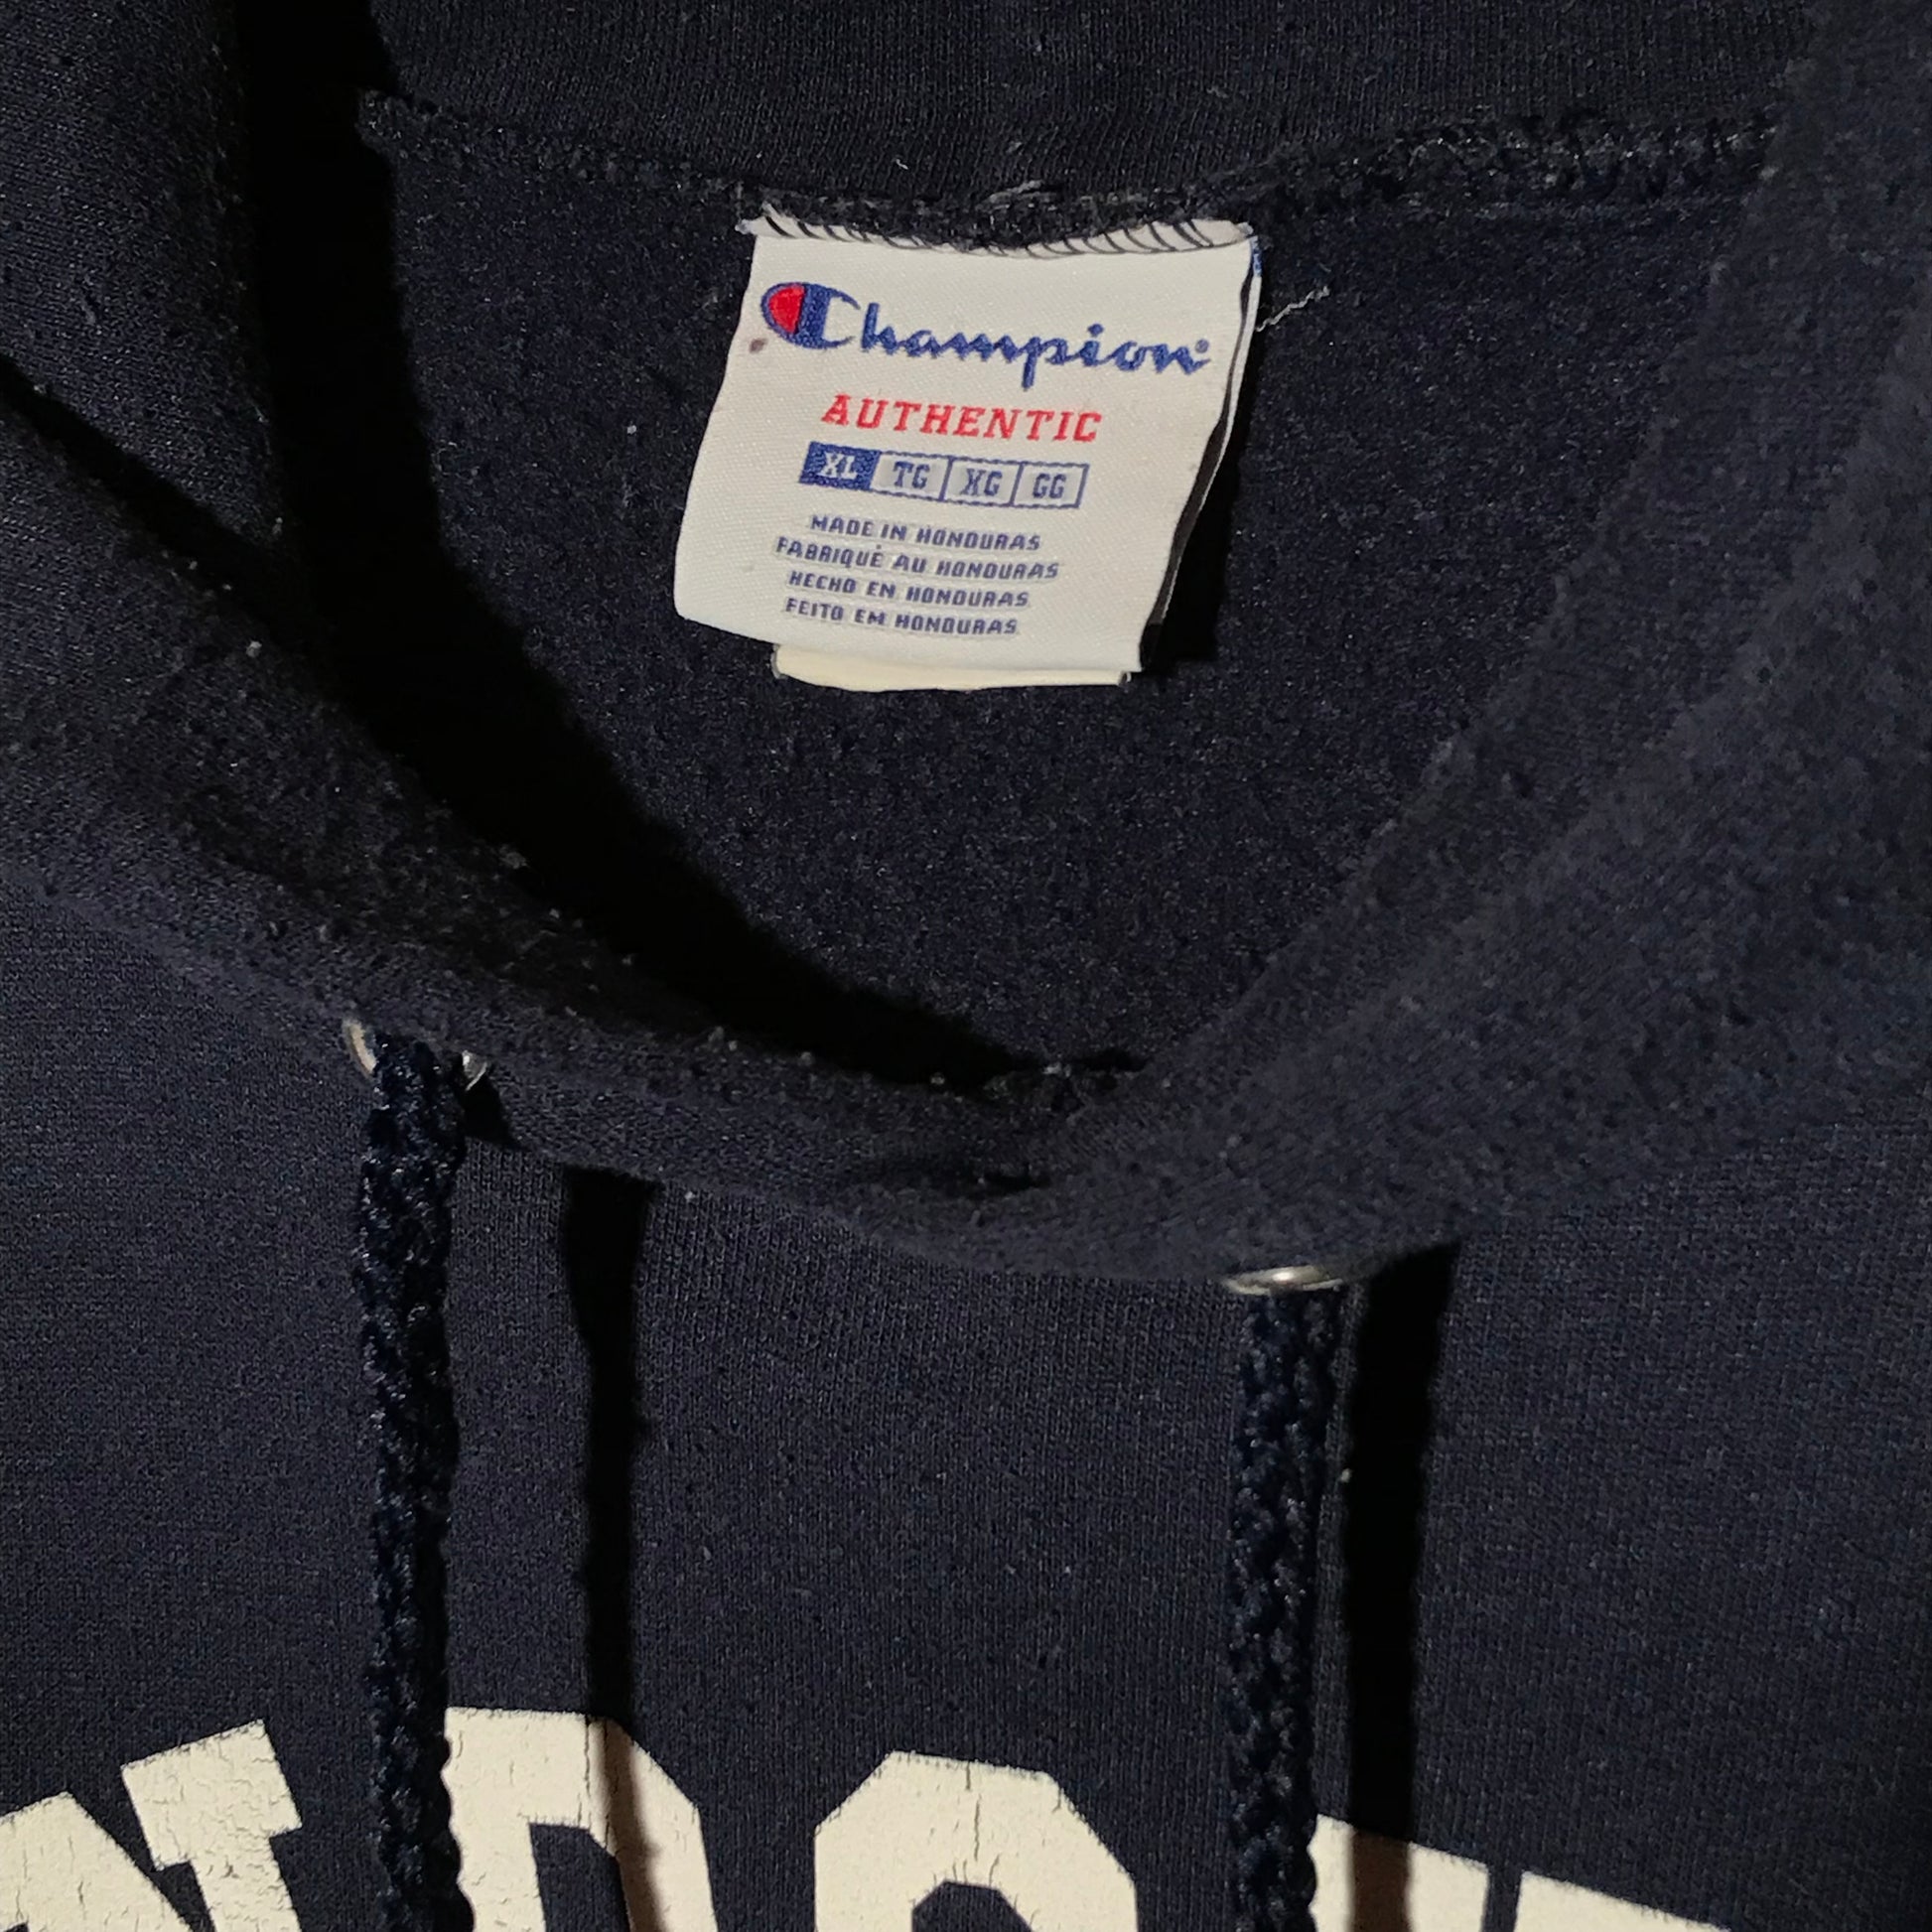 Champion®
AUTHENTIC
XL TG XG GG
MADE IN HONDURAS
FABRIQUÉ AU HONDURAS
HECHO EN HONDURAS
FEITO EM HONDURAS